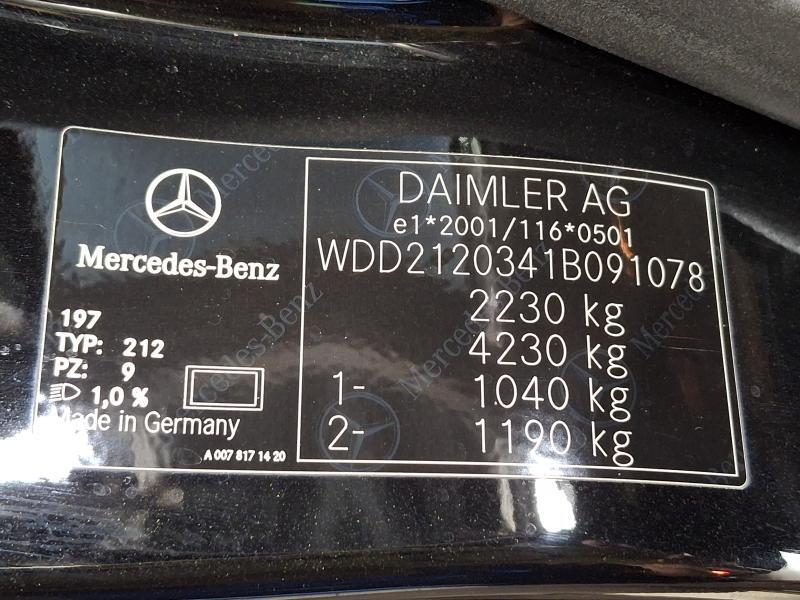 Mercedes-Benz
197
TYP: 212
PZ: 9
1,0 %
Made in Germany
A 007 817 14 20
DAIMLER AG
e1*2001/116*0501
WDD2120341B091078
2230 kg
4230 kg
1- 1040 kg
2- 1190 kg